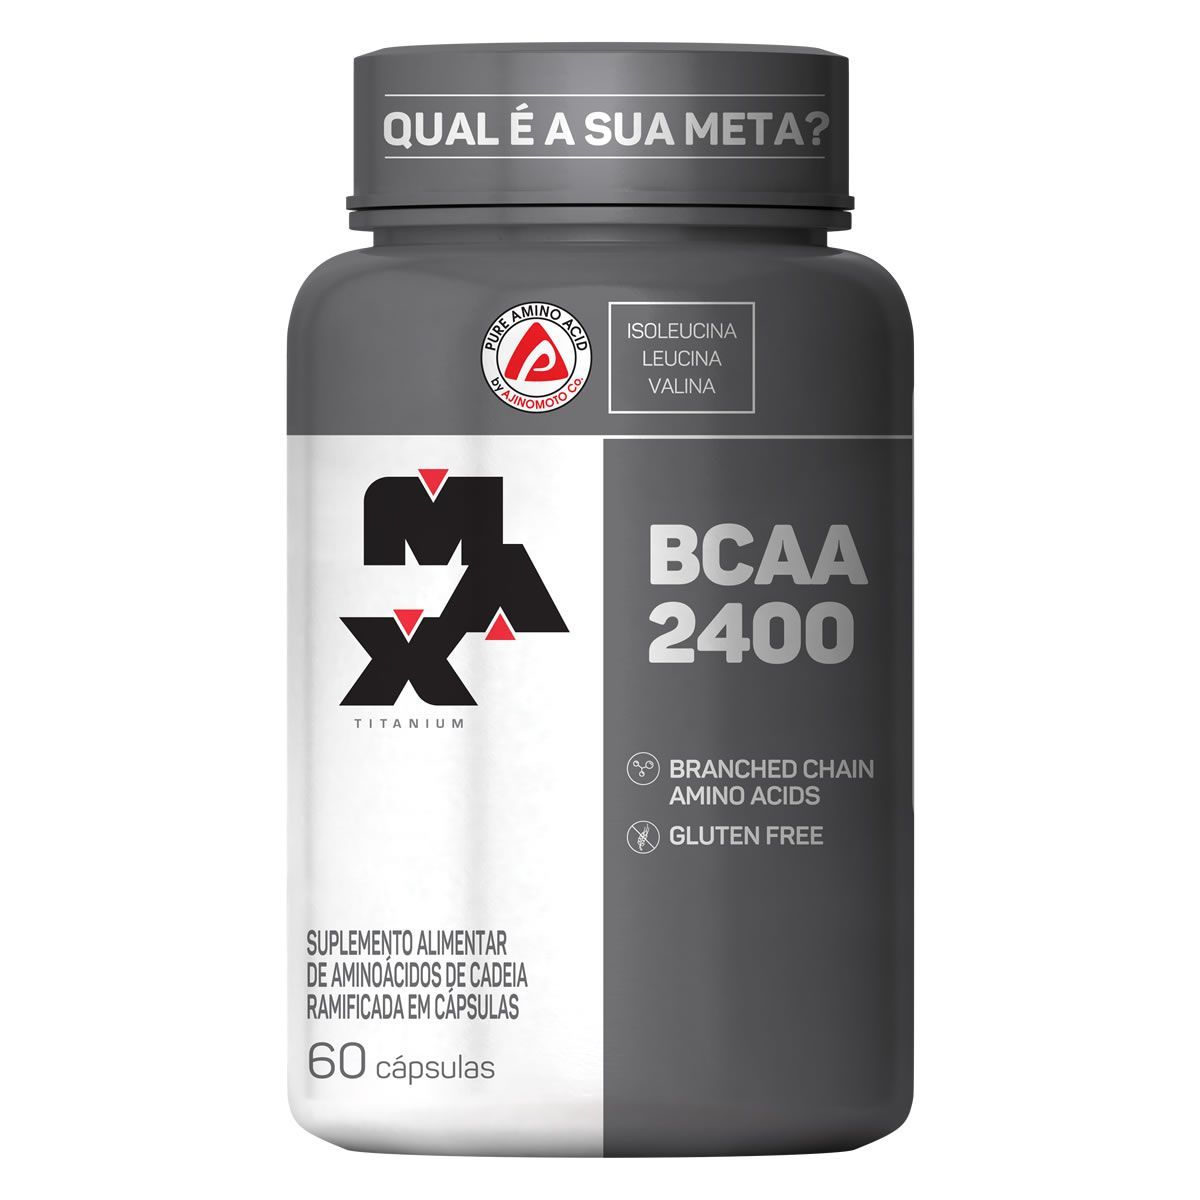 QUAL É A SUA META?
PURE AMINO ACID
by AJINOMOTO Co.
ISOLEUCINA
LEUCINA
VALINA
MAX
TITANIUM
BCAA
2400
BRANCHED CHAIN
AMINO ACIDS
GLUTEN FREE
SUPLEMENTO ALIMENTAR
DE AMINOÁCIDOS DE CADEIA
RAMIFICADA EM CÁPSULAS
60 cápsulas